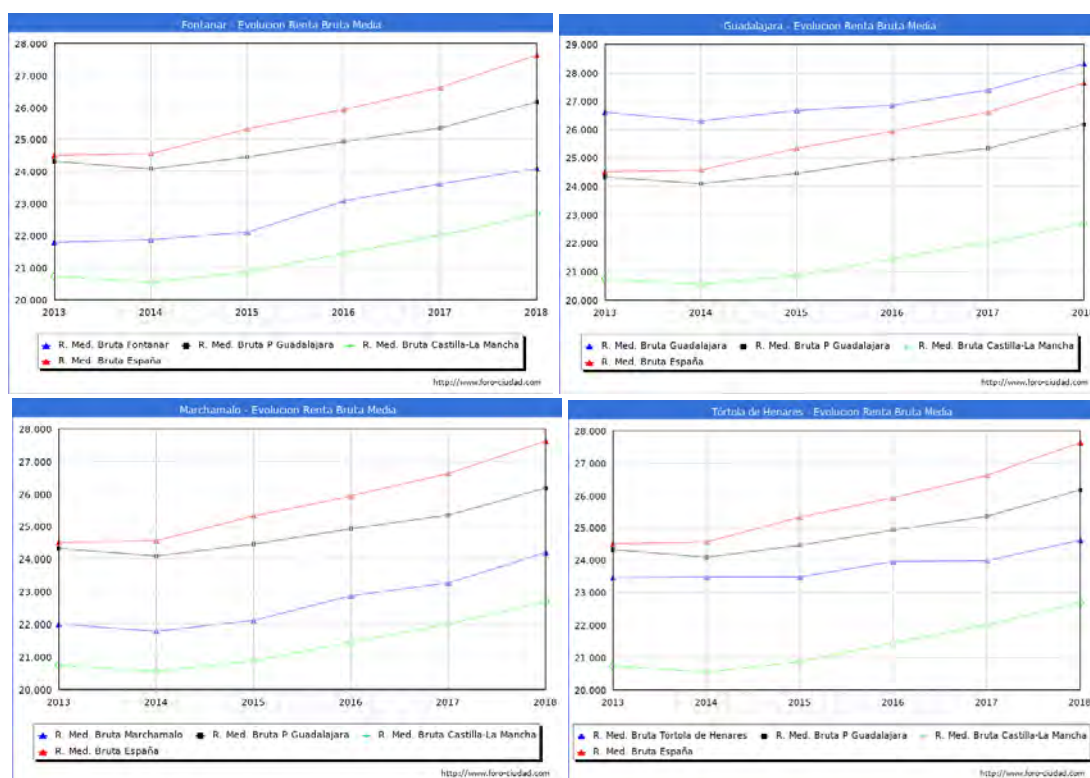 Fontanar - Evolucion Renta Bruta Media
28.000
27.000
26.000
25.000
24.000
23.000
22.000
21.000
20.000
2013 2014 2015 2016 2017 2018
R. Med. Bruta Fontanar R. Med. Bruta P Guadalajara R. Med. Bruta Castilla-La Mancha
R. Med. Bruta España
http://www.foro-ciudad.com
Guadalajara - Evolucion Renta Bruta Media
29.000
28.000
27.000
26.000
25.000
24.000
23.000
22.000
21.000
20.000
2013 2014 2015 2016 2017 2018
R. Med. Bruta Guadalajara R. Med. Bruta P Guadalajara R. Med. Bruta Castilla-La Mancha
R. Med. Bruta España
http://www.foro-ciudad.com
Marchamalo - Evolucion Renta Bruta Media
28.000
27.000
26.000
25.000
24.000
23.000
22.000
21.000
20.000
2013 2014 2015 2016 2017 2018
R. Med. Bruta Marchamalo R. Med. Bruta P Guadalajara R. Med. Bruta Castilla-La Mancha
R. Med. Bruta España
http://www.foro-ciudad.com
Tórtola de Henares - Evolucion Renta Bruta Media
28.000
27.000
26.000
25.000
24.000
23.000
22.000
21.000
20.000
2013 2014 2015 2016 2017 2018
R. Med. Bruta Tórtola de Henares R. Med. Bruta P Guadalajara R. Med. Bruta Castilla-La Mancha
R. Med. Bruta España
http://www.foro-ciudad.com